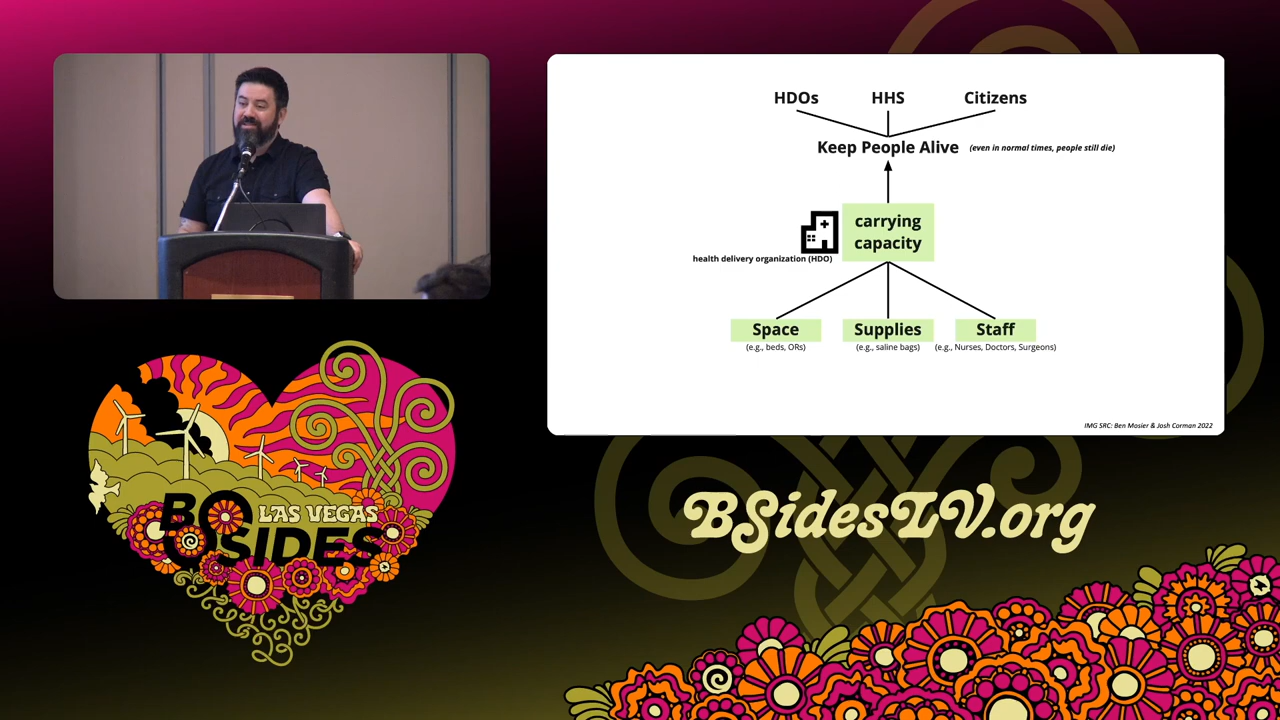 HDOs HHS Citizens
Keep People Alive (even in normal times, people still die)
carrying
capacity
health delivery organization (HDO)
Space Supplies Staff
(e.g., beds, ORs) (e.g., saline bags) (e.g., Nurses, Doctors, Surgeons)
IMG SRC: Ben Mosier & Josh Corman 2022
LAS VEGAS
BSIDES
BSidesLV.org